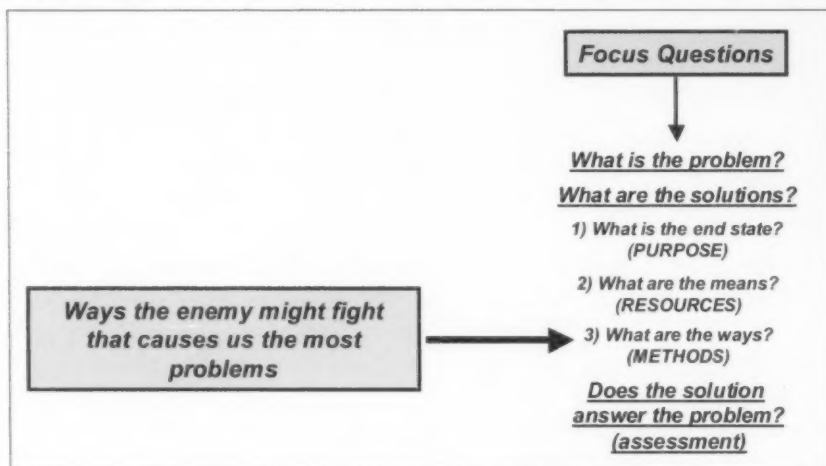 Focus Questions
What is the problem?
What are the solutions?
1) What is the end state?
(PURPOSE)
2) What are the means?
(RESOURCES)
Ways the enemy might fight
that causes us the most
problems
3) What are the ways?
(METHODS)
Does the solution
answer the problem?
(assessment)